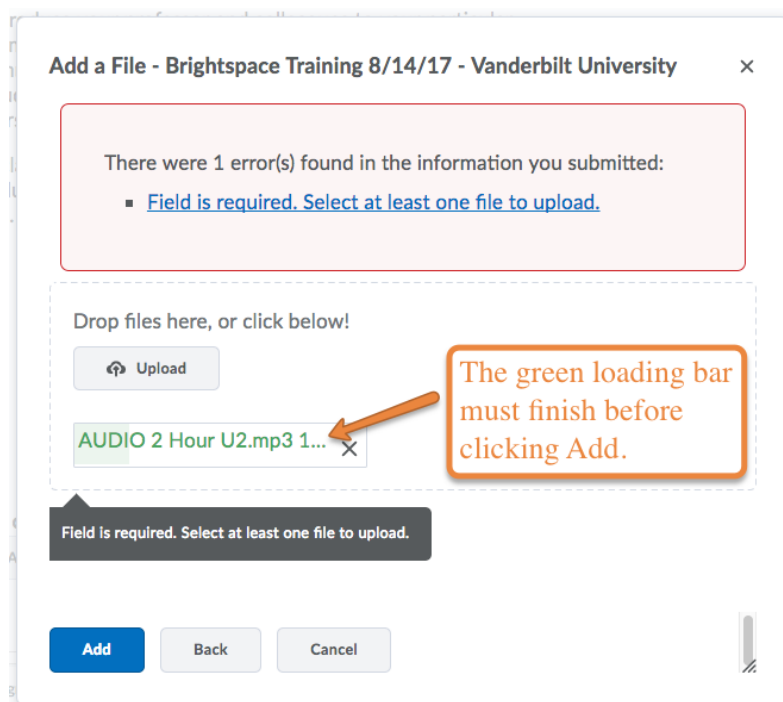 Add a File - Brightspace Training 8/14/17 - Vanderbilt University
There were 1 error(s) found in the information you submitted:
Field is required. Select at least one file to upload.
Drop files here, or click below!
Upload
AUDIO 2 Hour U2.mp3 1...
The green loading bar
must finish before
clicking Add.
Field is required. Select at least one file to upload.
Add Back Cancel